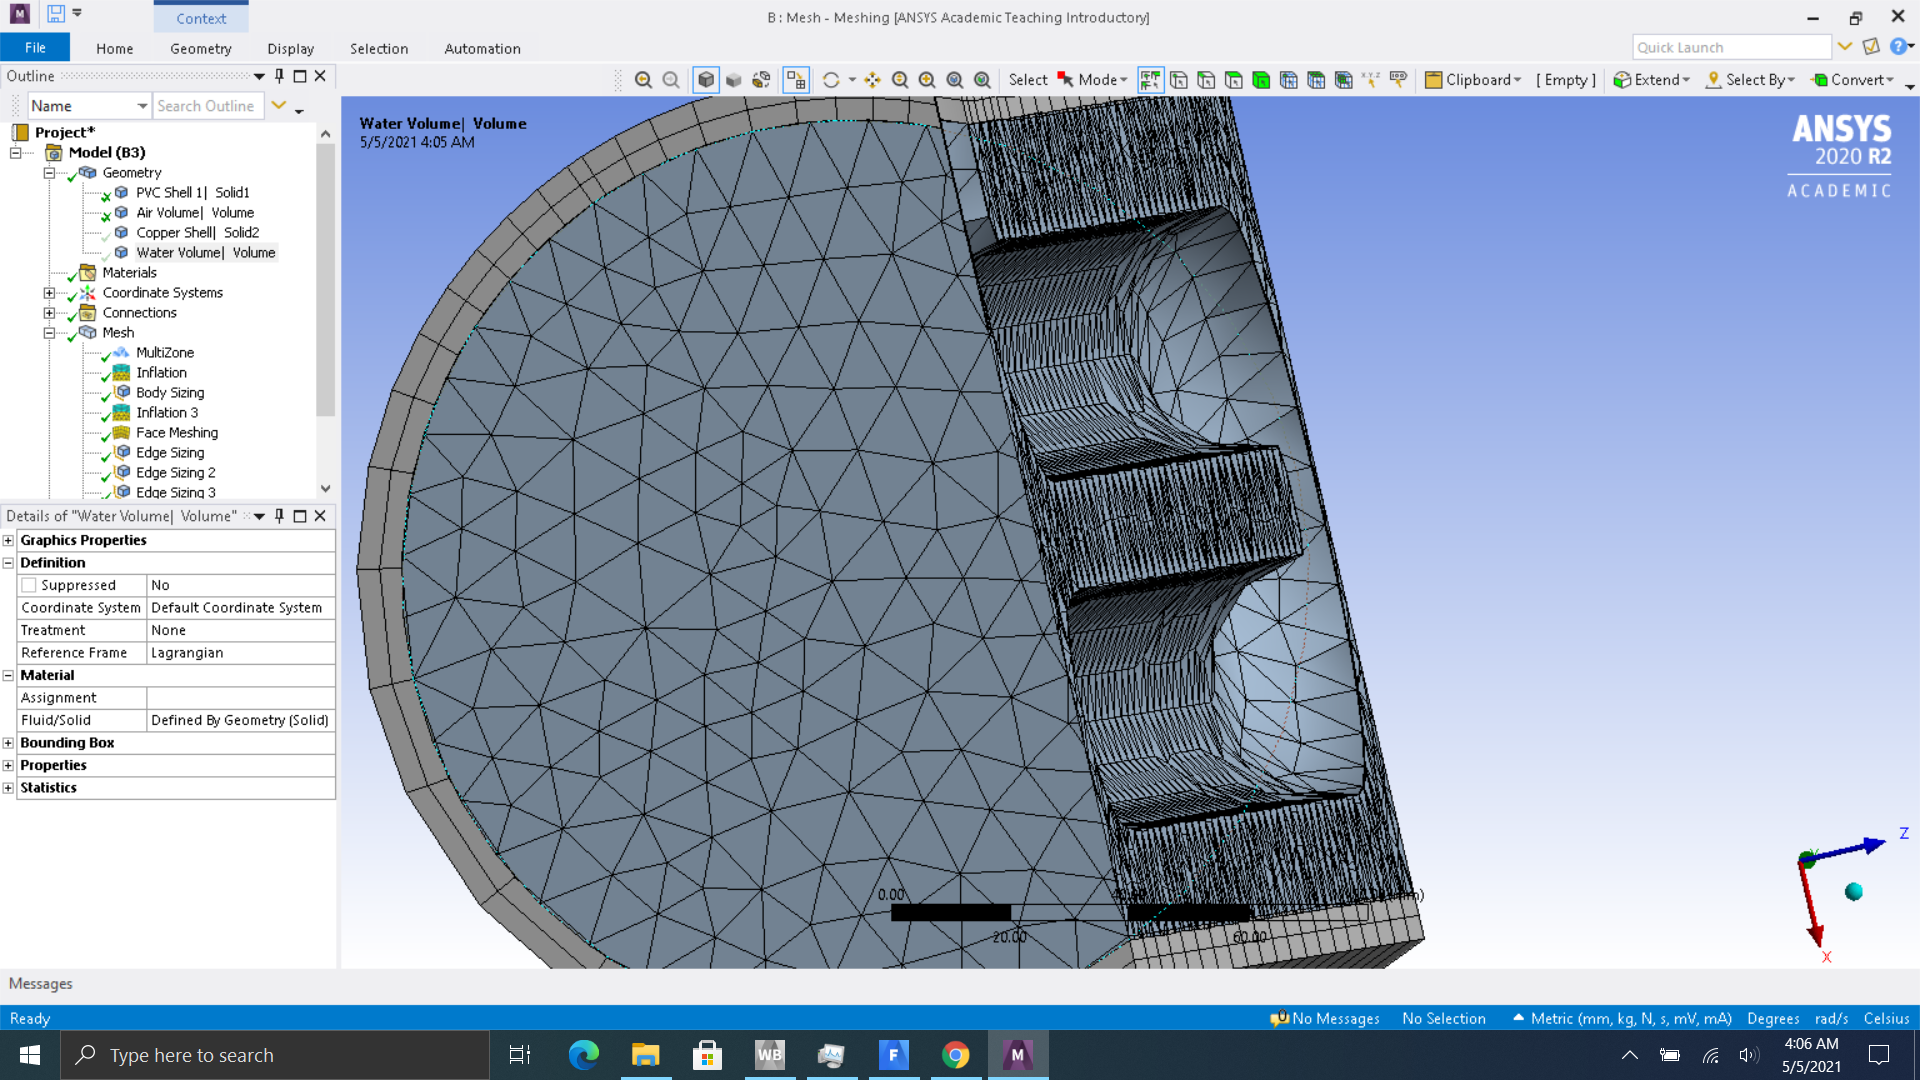 Context
B : Mesh - Meshing [ANSYS Academic Teaching Introductory]
File
Home
Geometry
Display
Selection
Automation
Quick Launch
Outline
Select
Mode
Clipboard
[ Empty ]
Extend
Select By
Convert
Name
Search Outline
Project*
Model (B3)
Geometry
PVC Shell 1| Solid1
Air Volume| Volume
Copper Shell| Solid2
Water Volume| Volume
Materials
Coordinate Systems
Connections
Mesh
MultiZone
Inflation
Body Sizing
Inflation 3
Face Meshing
Edge Sizing
Edge Sizing 2
Edge Sizing 3
Water Volume| Volume
5/5/2021 4:05 AM
ANSYS
2020 R2
ACADEMIC
Details of "Water Volume| Volume"
Graphics Properties
Definition
Suppressed No
Coordinate System Default Coordinate System
Treatment None
Reference Frame Lagrangian
Material
Assignment
Fluid/Solid Defined By Geometry (Solid)
Bounding Box
Properties
Statistics
0.00
20.00
60.00
Z
X
Messages
Ready
No Messages
No Selection
Metric (mm, kg, N, s, mV, mA)
Degrees
rad/s
Celsius
Type here to search
WB
F
M
4:06 AM
5/5/2021